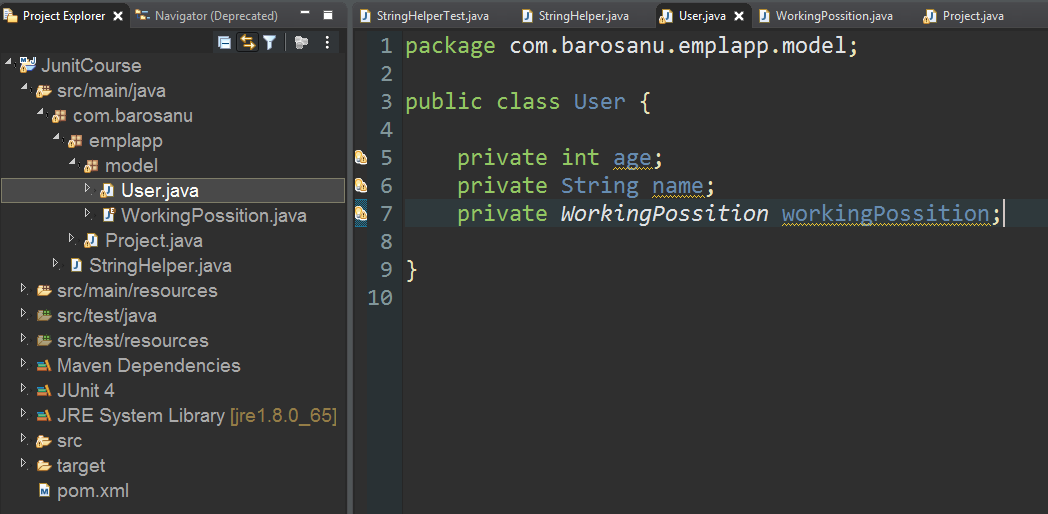 Project Explorer
Navigator (Deprecated)
JunitCourse
src/main/java
com.barosanu
emplapp
model
User.java
WorkingPossition.java
Project.java
StringHelper.java
src/main/resources
src/test/java
src/test/resources
Maven Dependencies
JUnit 4
JRE System Library [jre1.8.0_65]
src
target
pom.xml
StringHelperTest.java
StringHelper.java
User.java
WorkingPossition.java
Project.java
1 package com.barosanu.emplapp.model;
2
3 public class User {
4
5 private int age;
6 private String name;
7 private WorkingPossition workingPossition;
8
9 }
10